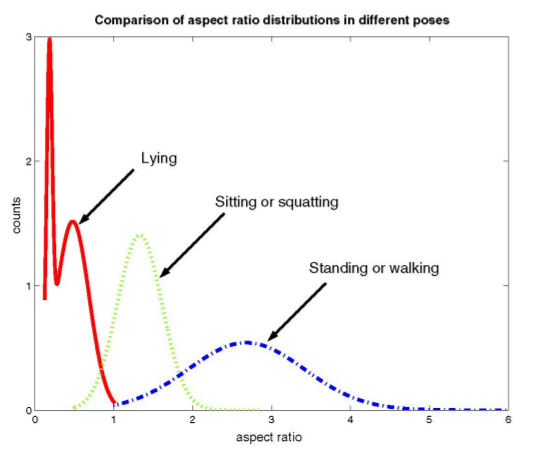 Comparison of aspect ratio distributions in different poses
3
Lying
2
Sitting or squatting
counts
Standing or walking
1
0
0 1 2 3 4 5 6
aspect ratio